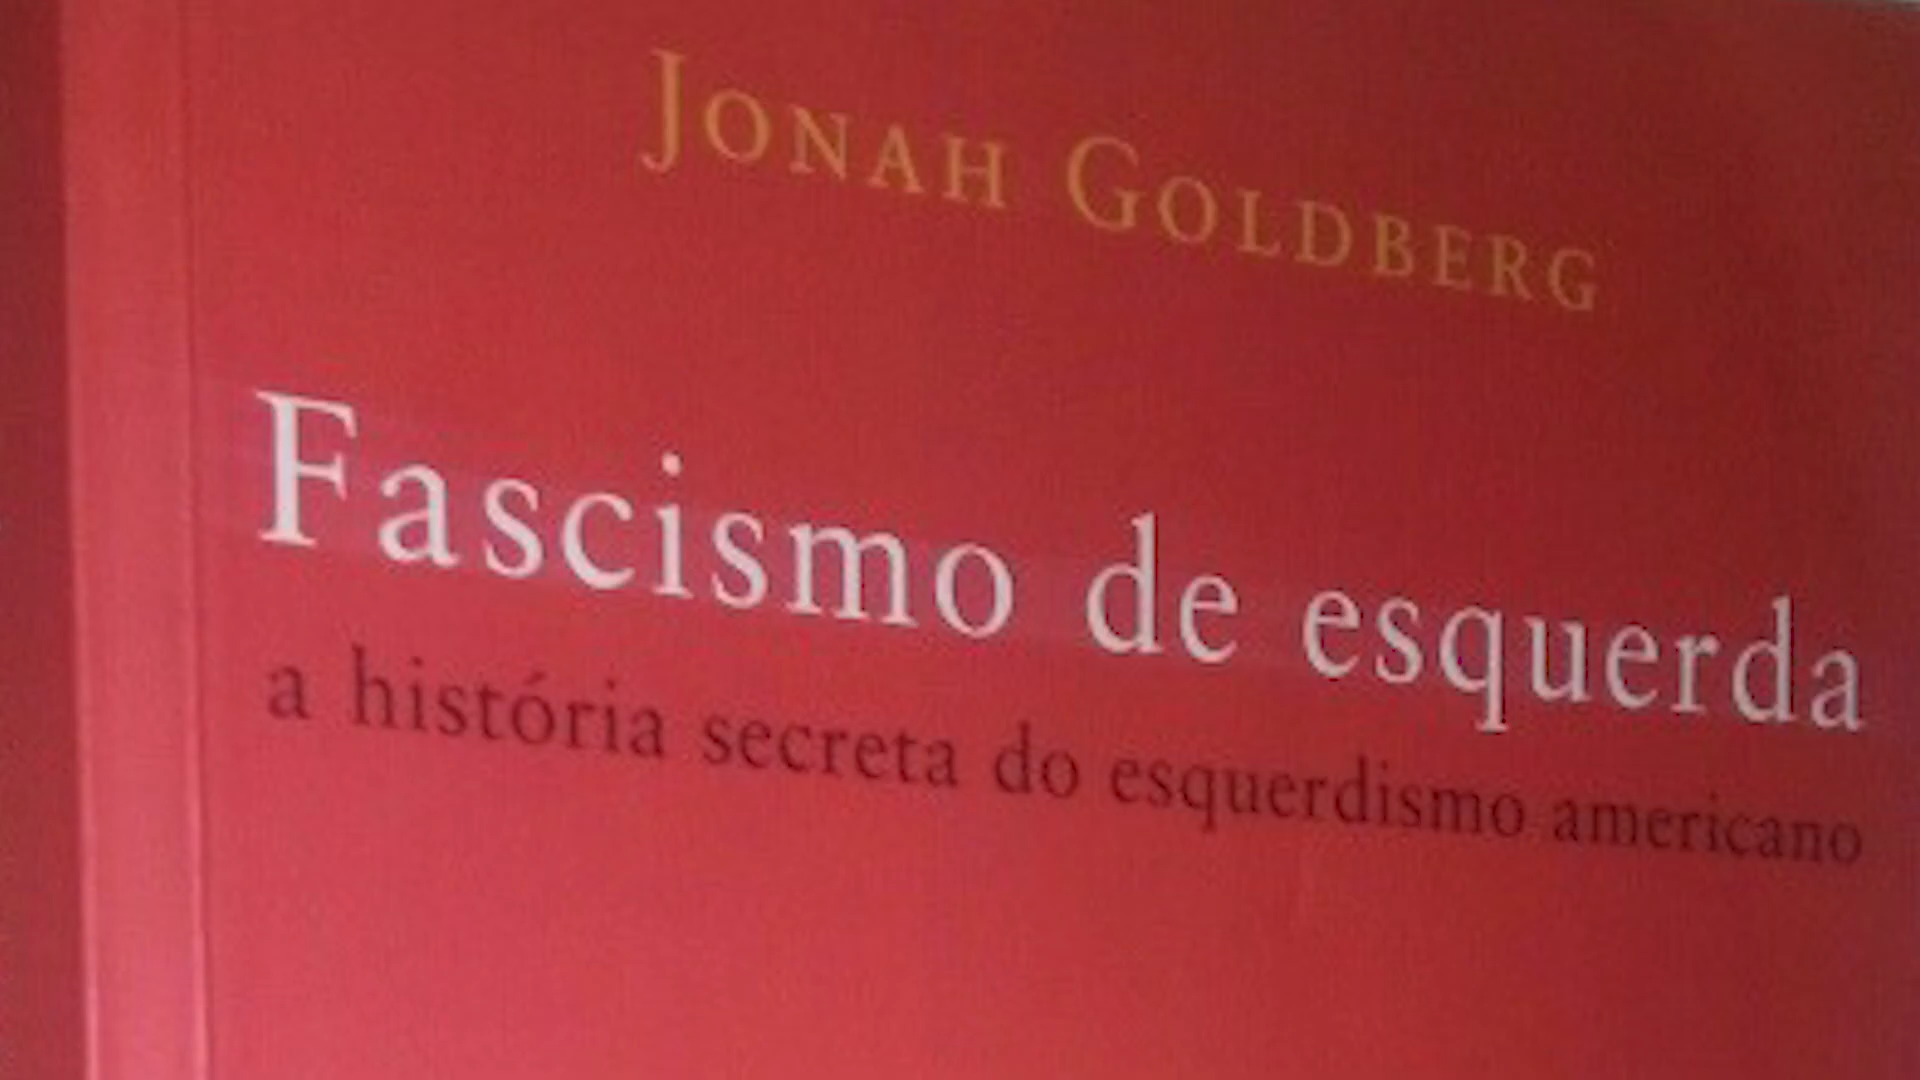 JONAH GOLDBERG
Fascismo de esquerda
a história secreta do esquerdismo americano